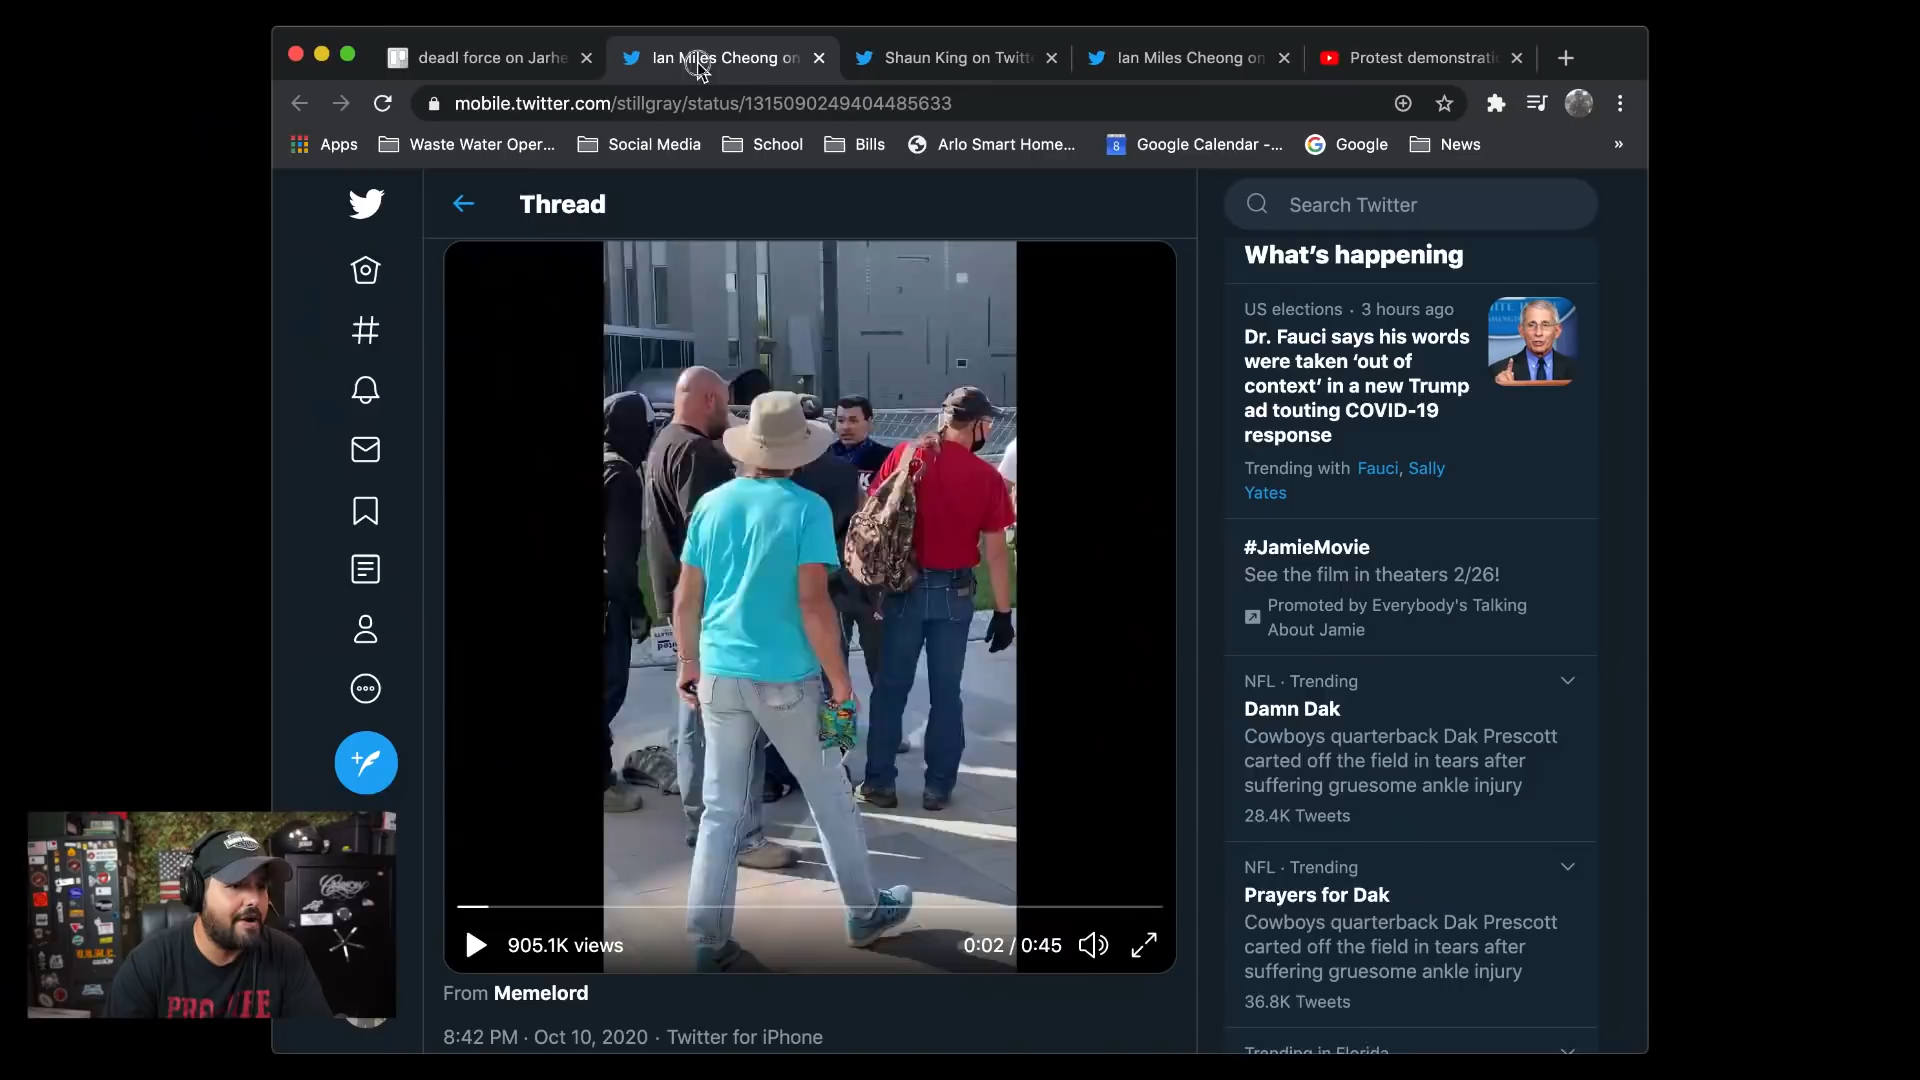 deadl force on Jarhe
Ian Miles Cheong on
Shaun King on Twitt
Ian Miles Cheong on
Protest demonstrati
mobile.twitter.com/stillgray/status/1315090249404485633
Apps
Waste Water Oper...
Social Media
School
Bills
Arlo Smart Home...
8
Google Calendar -...
Google
News
»
Thread
Search Twitter
What's happening
US elections · 3 hours ago
Dr. Fauci says his words
were taken 'out of
context' in a new Trump
ad touting COVID-19
response
Trending with Fauci, Sally
Yates
#JamieMovie
See the film in theaters 2/26!
Promoted by Everybody's Talking
About Jamie
NFL · Trending
Damn Dak
Cowboys quarterback Dak Prescott
carted off the field in tears after
suffering gruesome ankle injury
28.4K Tweets
NFL · Trending
Prayers for Dak
Cowboys quarterback Dak Prescott
carted off the field in tears after
suffering gruesome ankle injury
36.8K Tweets
Trending in Florida
905.1K views
0:02 / 0:45
From Memelord
8:42 PM · Oct 10, 2020 · Twitter for iPhone
CANNON